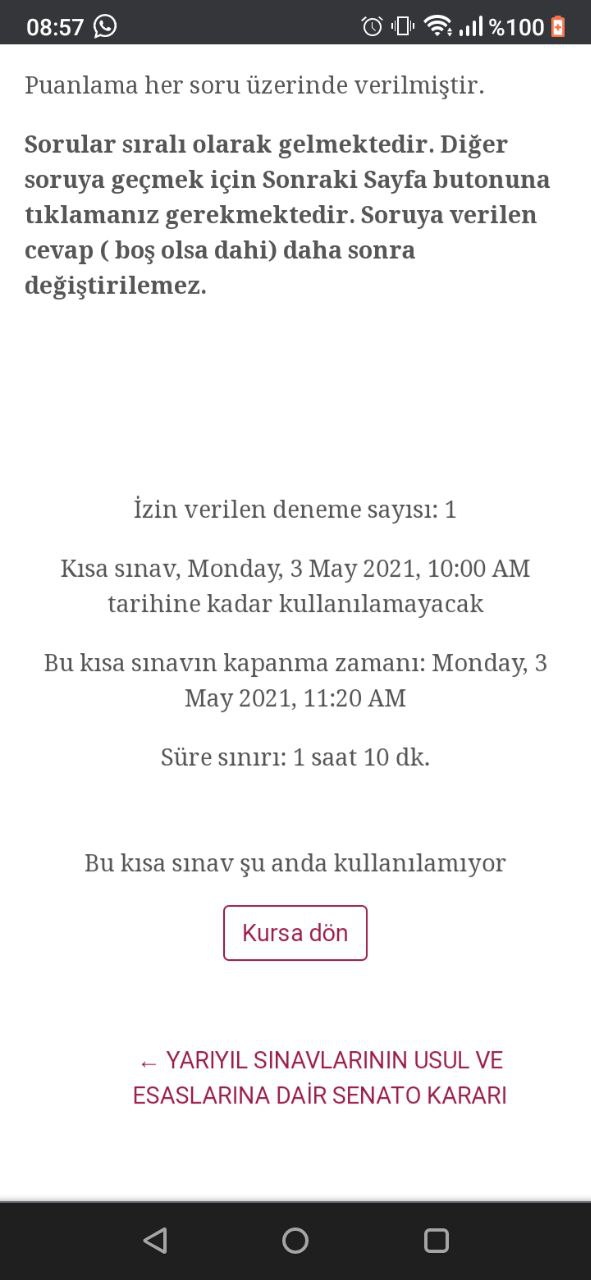 08:57
%100
Puanlama her soru üzerinde verilmiştir.
Sorular sıralı olarak gelmektedir. Diğer
soruya geçmek için Sonraki Sayfa butonuna
tıklamanız gerekmektedir. Soruya verilen
cevap ( boş olsa dahi) daha sonra
değiştirilemez.
İzin verilen deneme sayısı: 1
Kısa sınav, Monday, 3 May 2021, 10:00 AM
tarihine kadar kullanılamayacak
Bu kısa sınavın kapanma zamanı: Monday, 3
May 2021, 11:20 AM
Süre sınırı: 1 saat 10 dk.
Bu kısa sınav şu anda kullanılamıyor
Kursa dön
← YARIYIL SINAVLARININ USUL VE
ESASLARINA DAİR SENATO KARARI